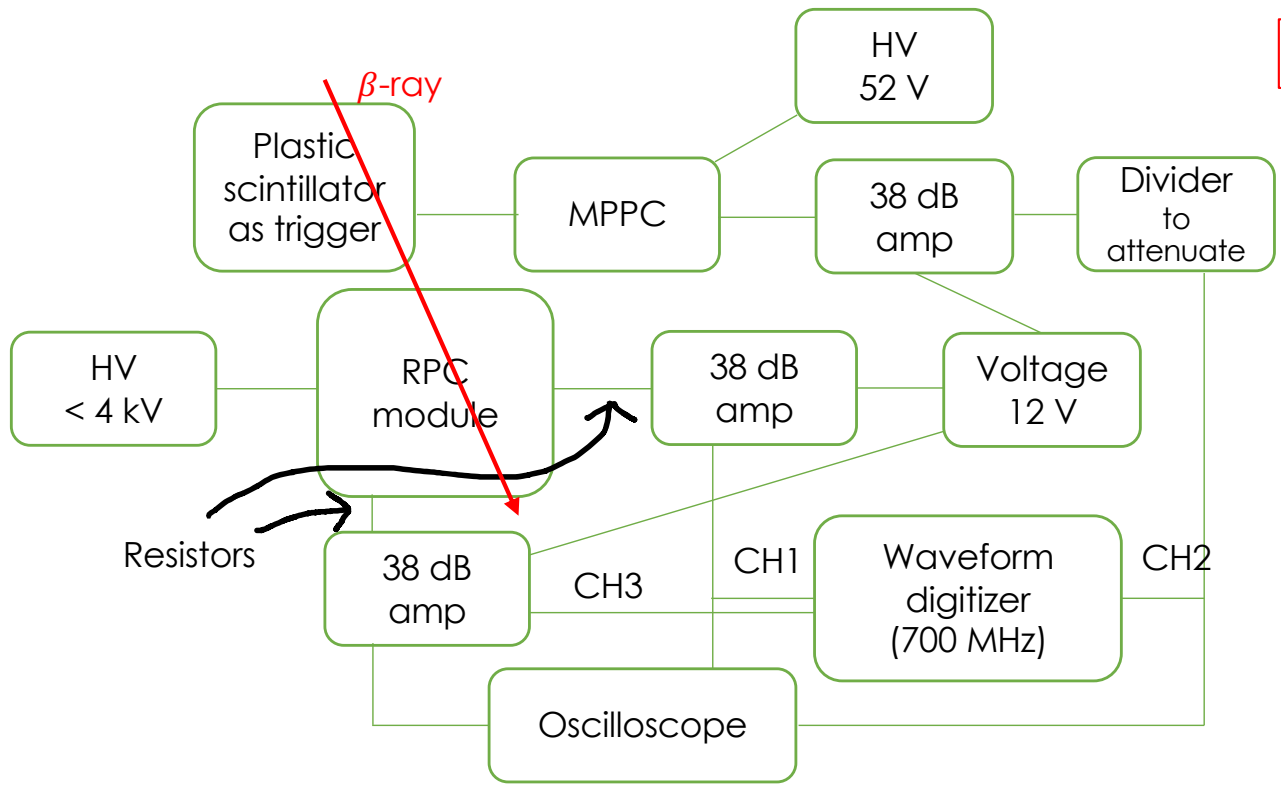 HV
52 V
β-ray
Plastic
scintillator
as trigger
MPPC
38 dB
amp
Divider
to
attenuate
HV
< 4 kV
RPC
module
38 dB
amp
Voltage
12 V
Resistors
38 dB
amp
CH3
CH1
Waveform
digitizer
(700 MHz)
CH2
Oscilloscope